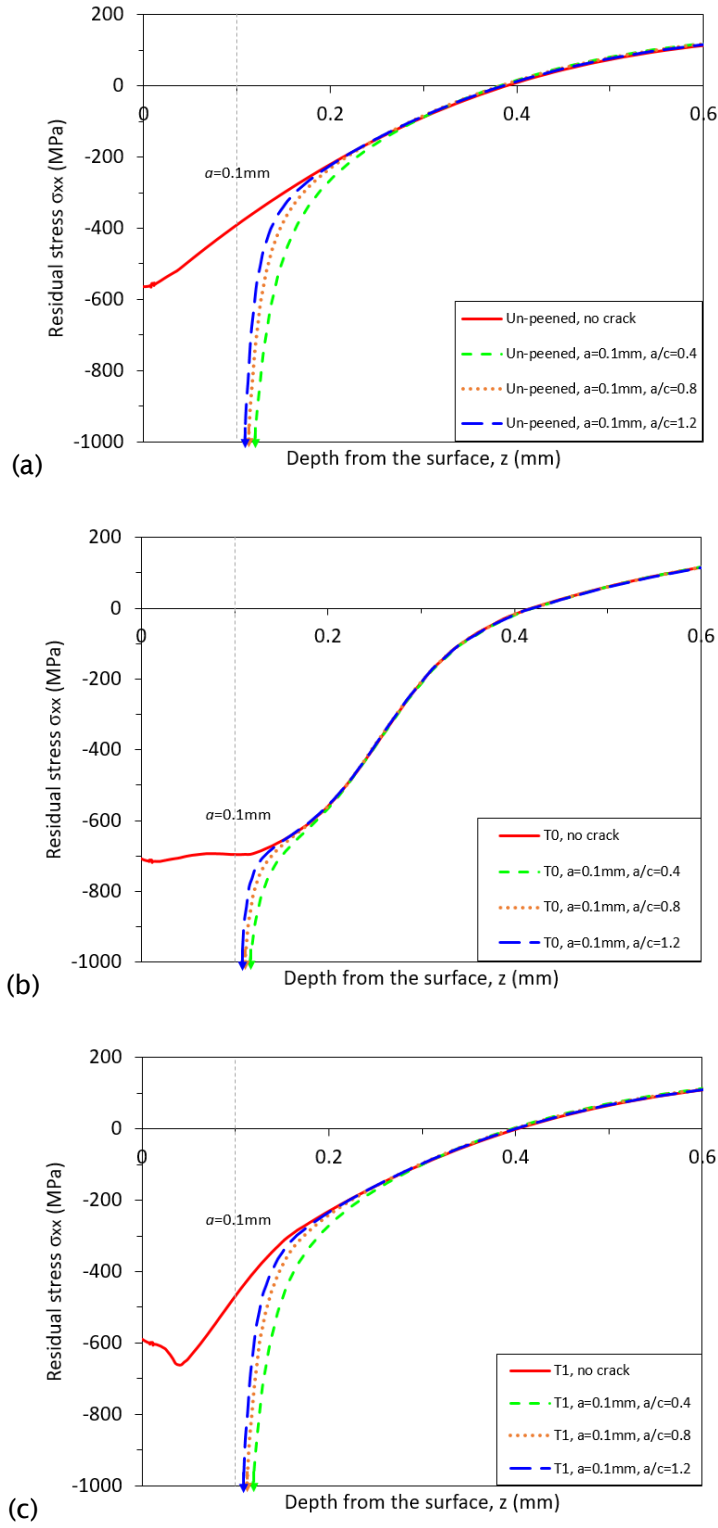 200
0
0
0.2
0.4
0.6
-200
-400
-600
-800
-1000
Residual stress σxx (MPa)
a=0.1mm
Un-peened, no crack
Un-peened, a=0.1mm, a/c=0.4
Un-peened, a=0.1mm, a/c=0.8
Un-peened, a=0.1mm, a/c=1.2
Depth from the surface, z (mm)
(a)
200
0
0
0.2
0.4
0.6
-200
-400
-600
-800
-1000
Residual stress σxx (MPa)
a=0.1mm
T0, no crack
T0, a=0.1mm, a/c=0.4
T0, a=0.1mm, a/c=0.8
T0, a=0.1mm, a/c=1.2
Depth from the surface, z (mm)
(b)
200
0
0
0.2
0.4
0.6
-200
-400
-600
-800
-1000
Residual stress σxx (MPa)
a=0.1mm
T1, no crack
T1, a=0.1mm, a/c=0.4
T1, a=0.1mm, a/c=0.8
T1, a=0.1mm, a/c=1.2
Depth from the surface, z (mm)
(c)